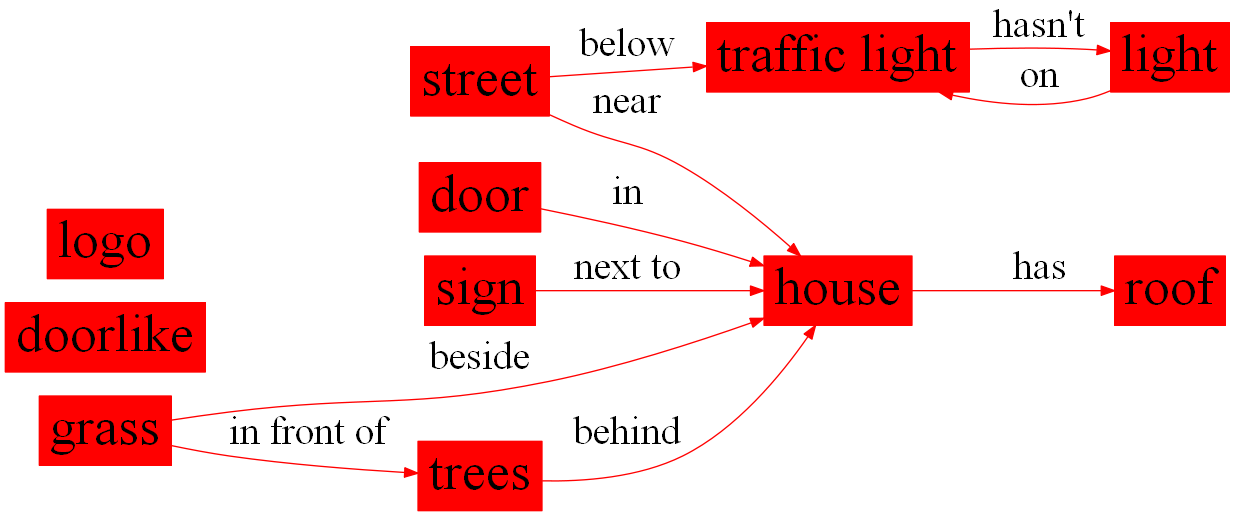 street
below
traffic light
hasn't
light
on
near
door
in
logo
sign
next to
house
has
roof
doorlike
beside
grass
in front of
trees
behind